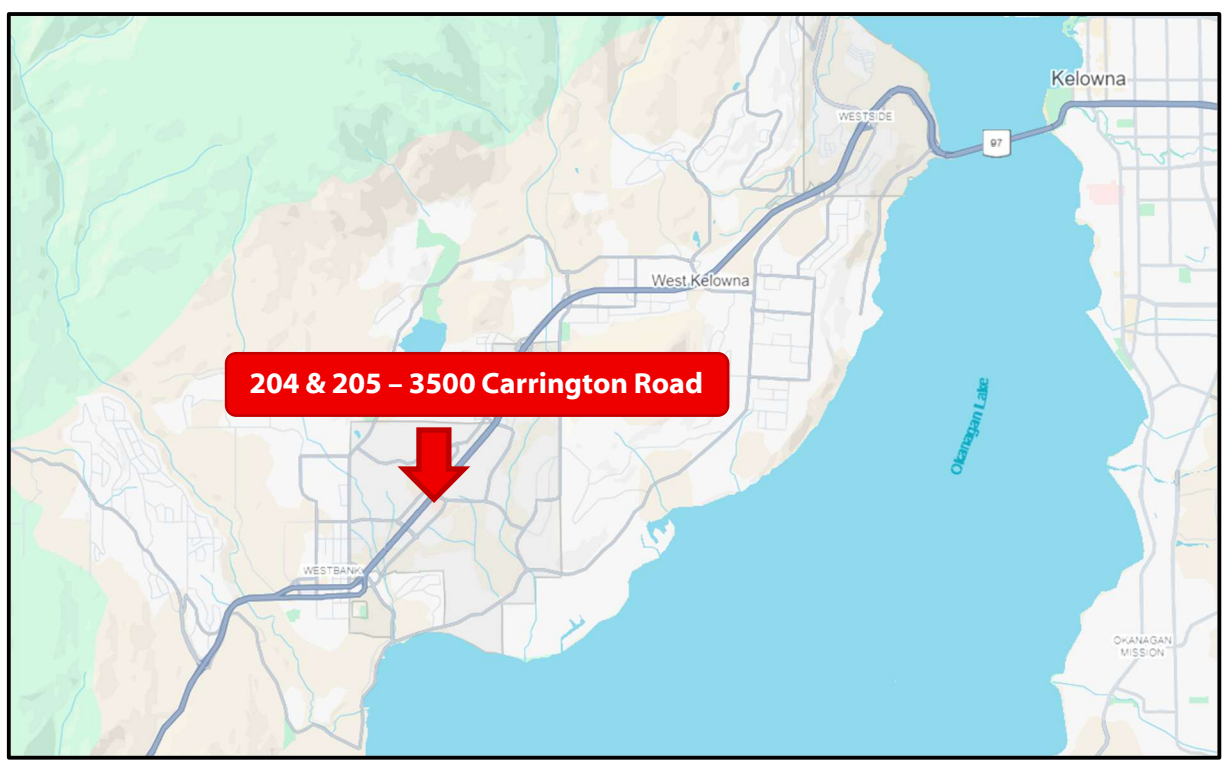 Kelowna
WESTSIDE
97
West Kelowna
204 & 205 – 3500 Carrington Road
Okanagan Lake
WESTBANK
OKANAGAN
MISSION